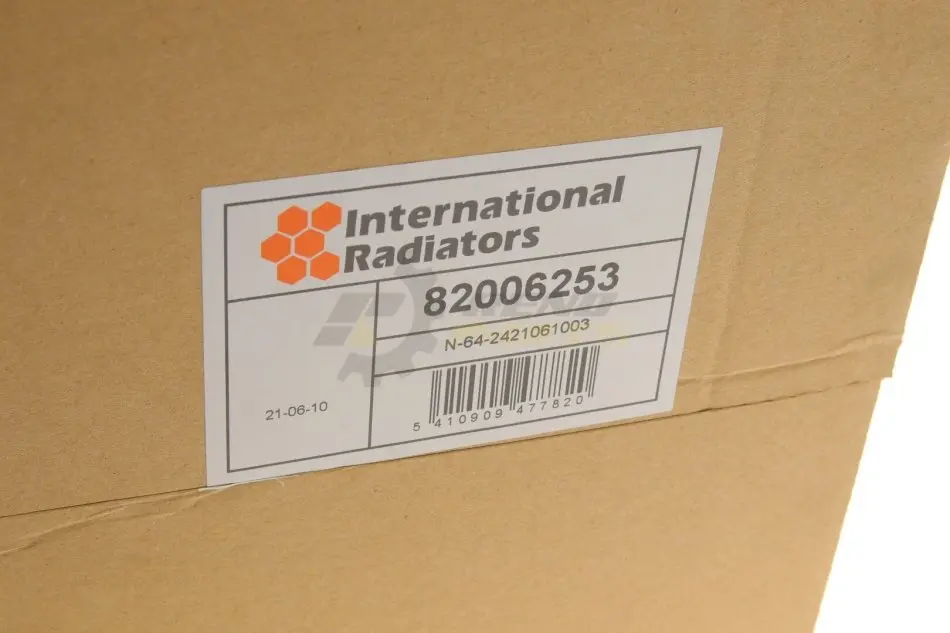 International
Radiators
82006253
N-64-2421061003
21-06-10
5 410909 477820